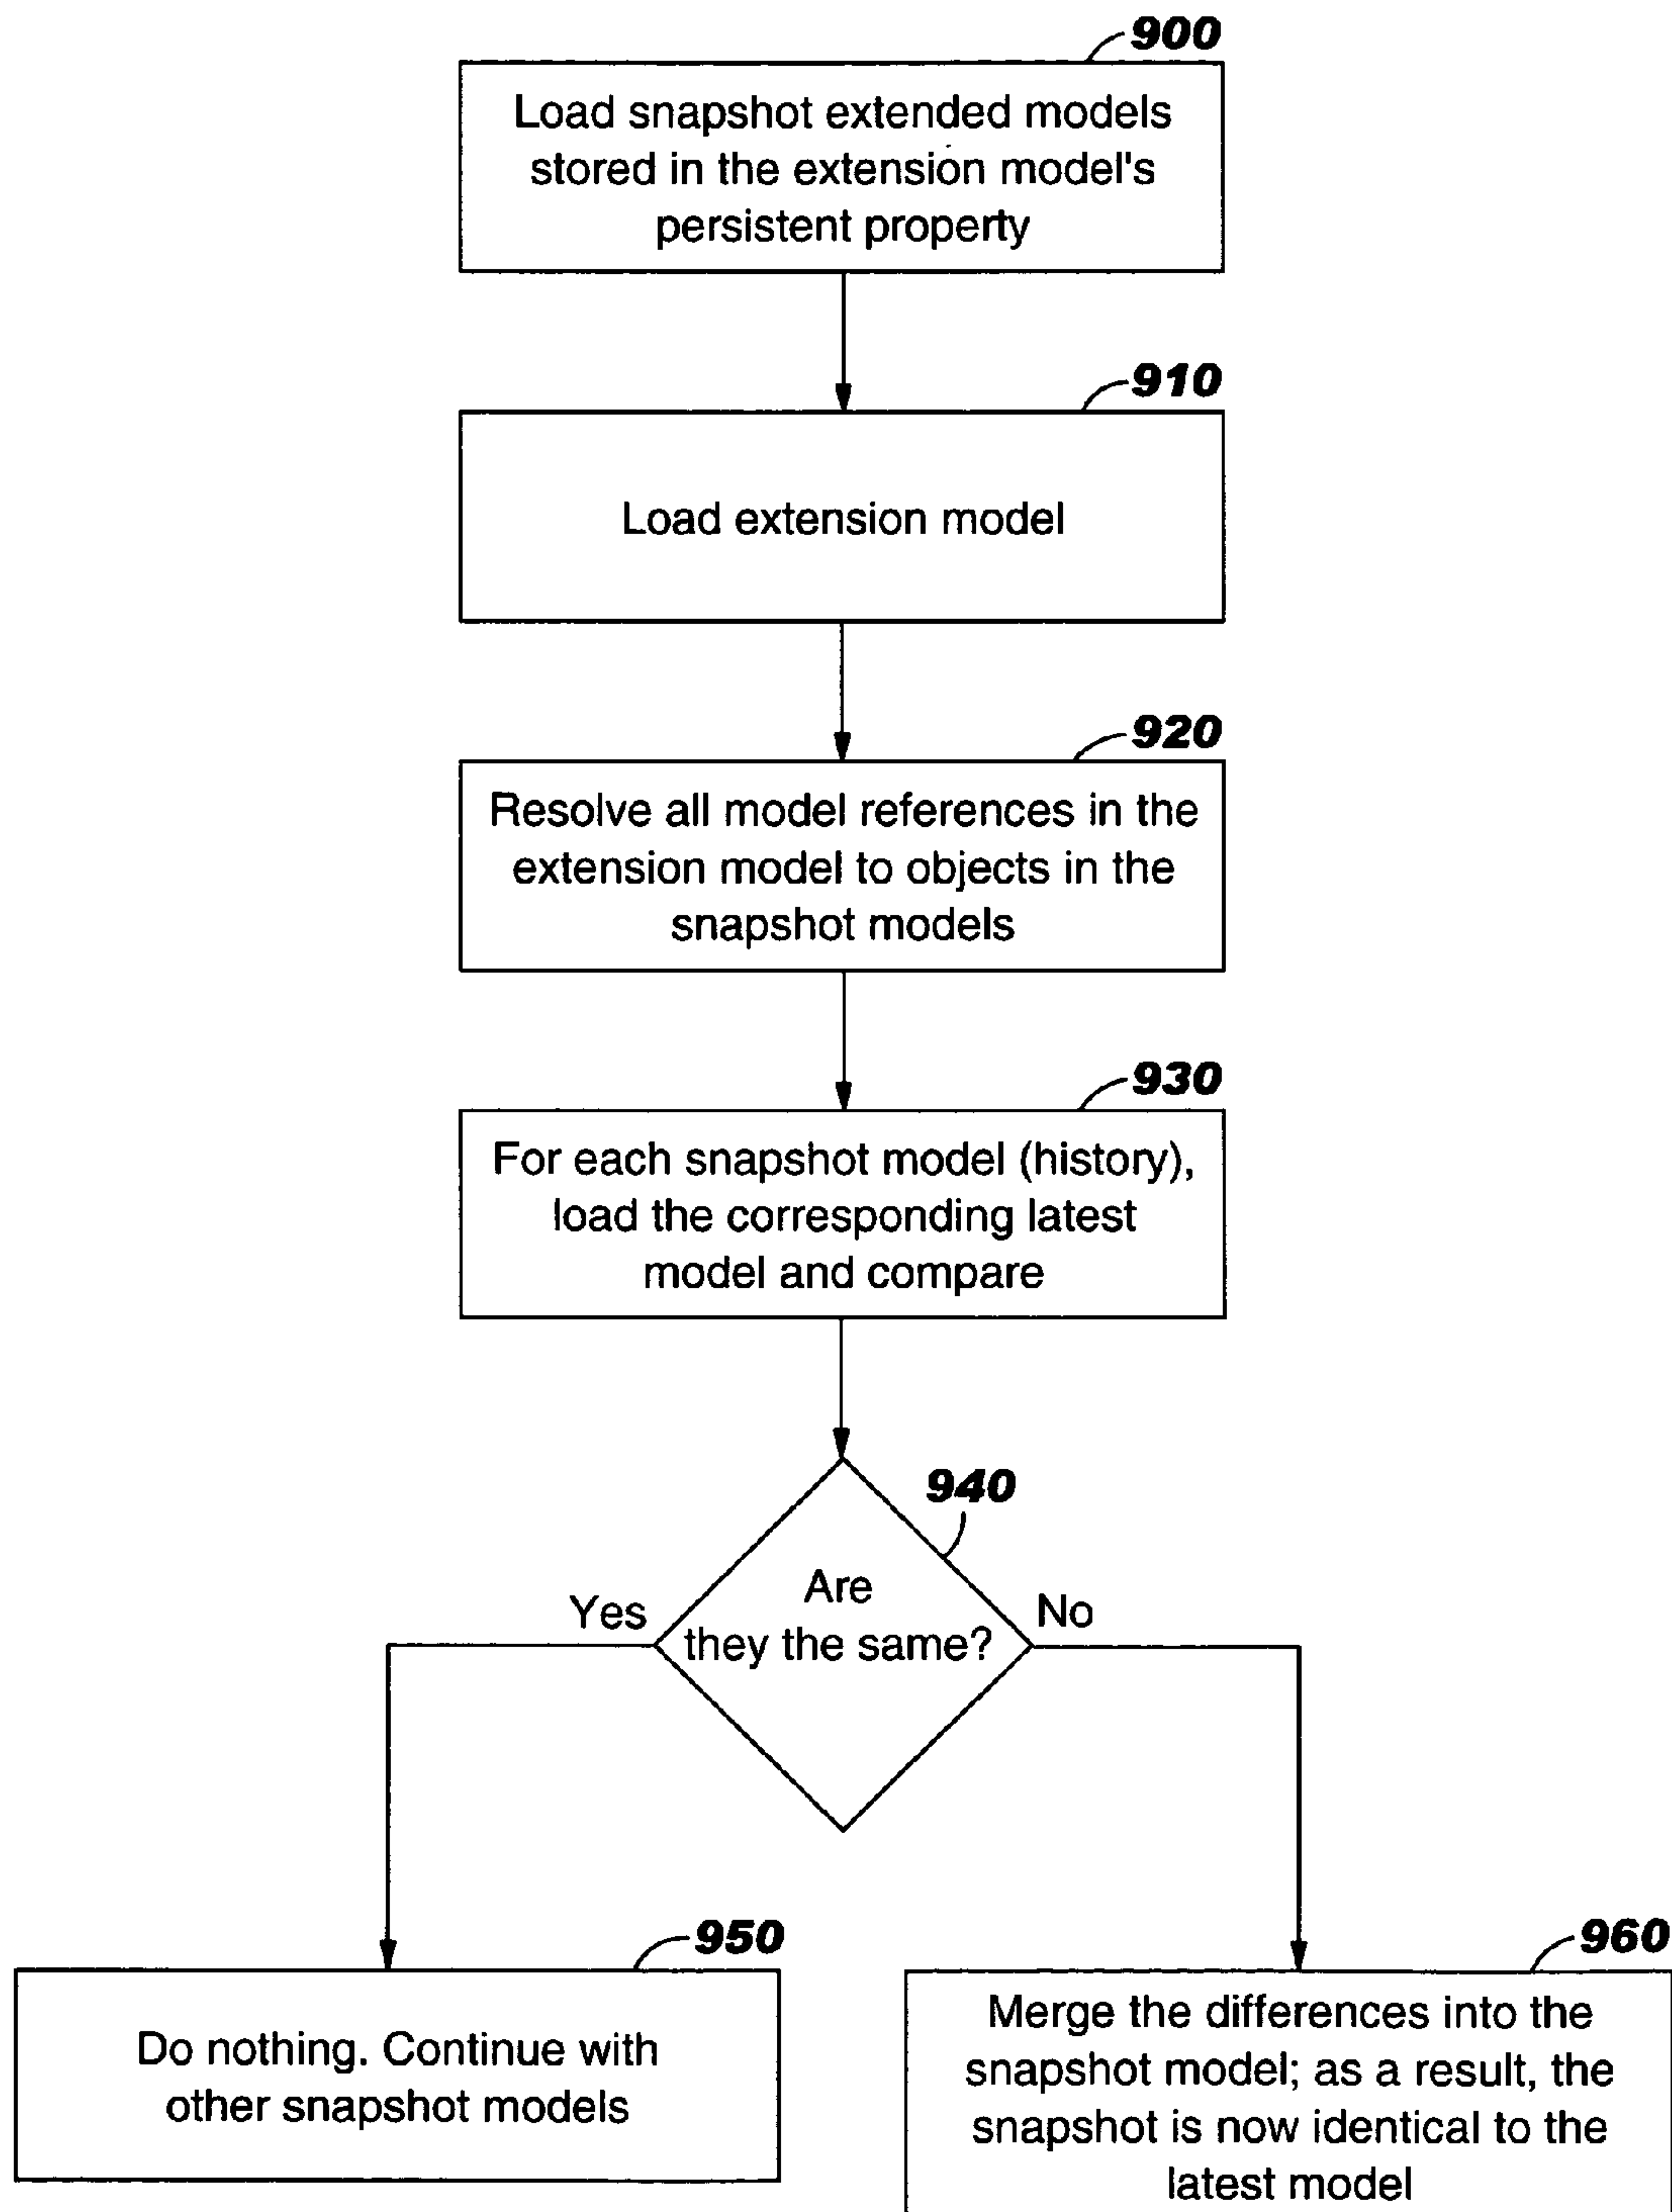 900
Load snapshot extended models
stored in the extension model's
persistent property
910
Load extension model
920
Resolve all model references in the
extension model to objects in the
snapshot models
930
For each snapshot model (history),
load the corresponding latest
model and compare
940
Are
they the same?
Yes
No
950
Do nothing. Continue with
other snapshot models
960
Merge the differences into the
snapshot model; as a result, the
snapshot is now identical to the
latest model